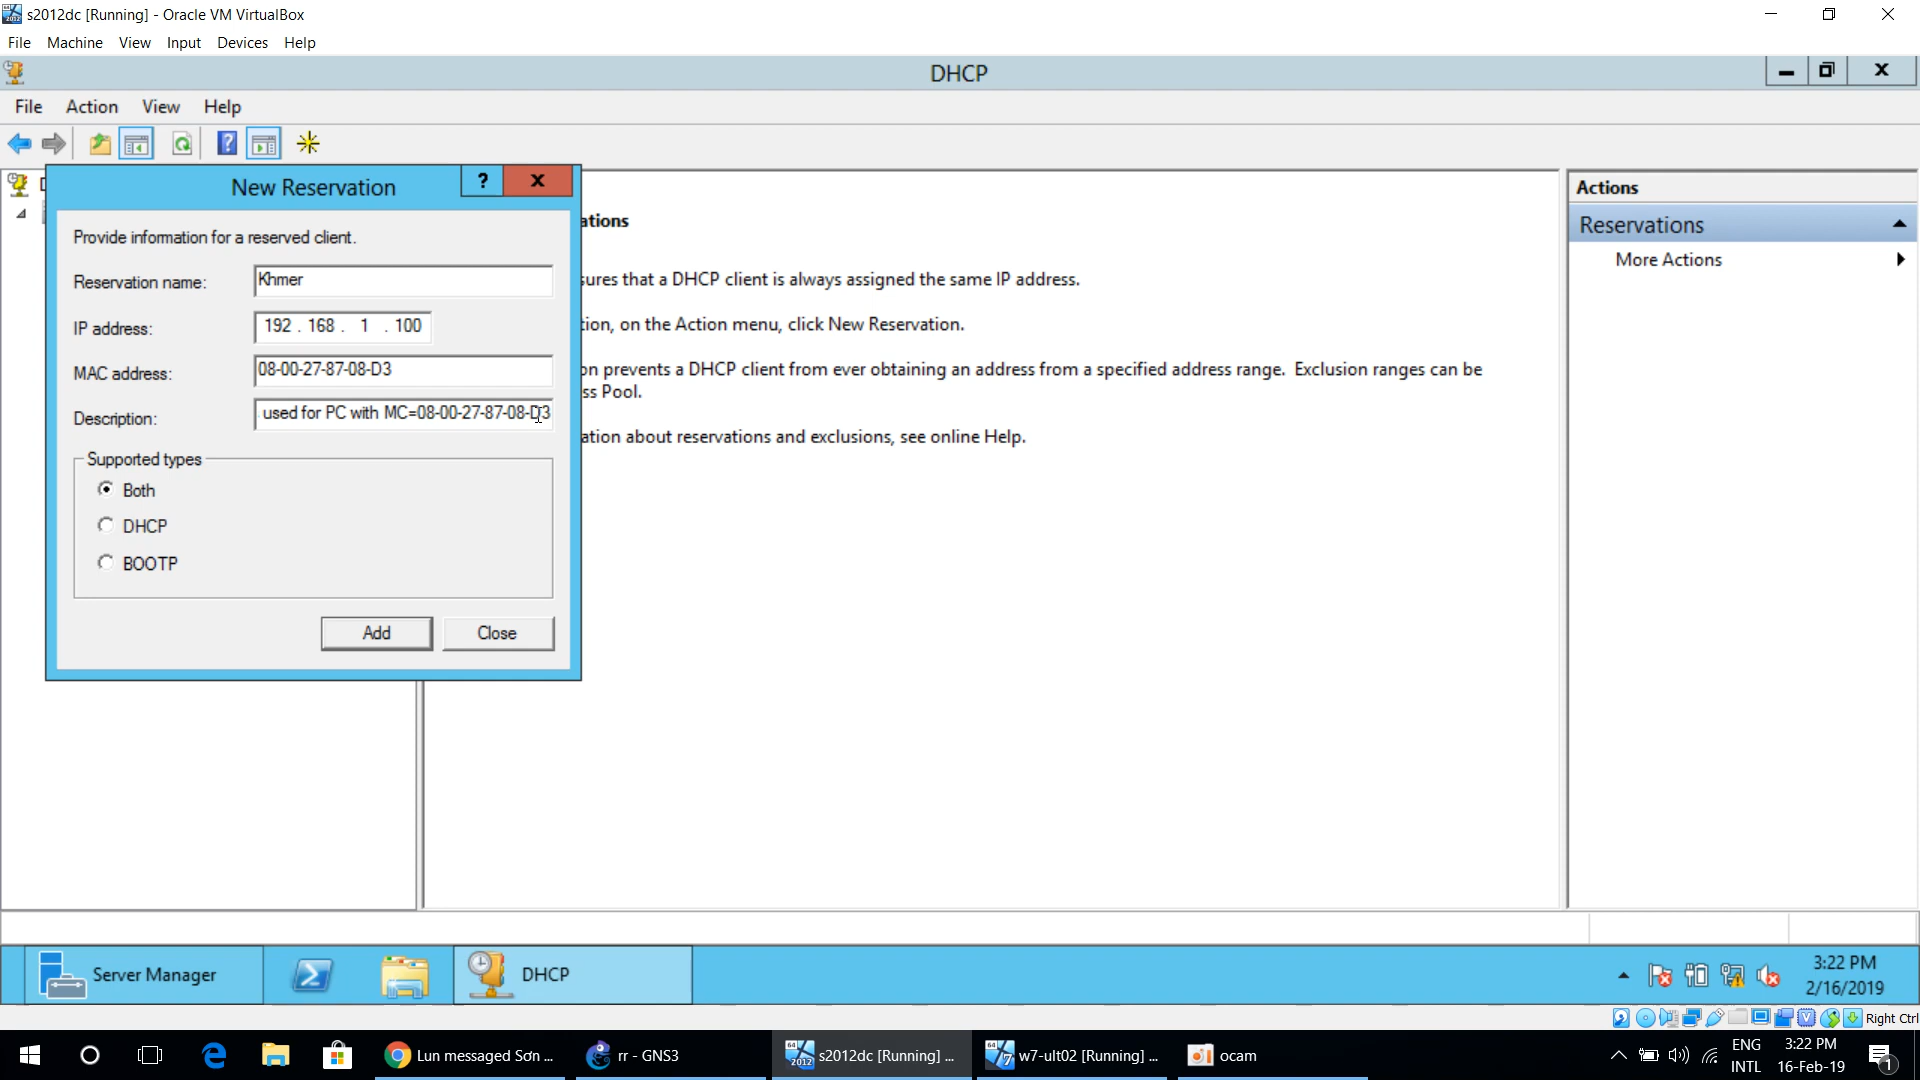 s2012dc [Running] - Oracle VM VirtualBox
File Machine View Input Devices Help
DHCP
File Action View Help
New Reservation
Provide information for a reserved client.
Reservation name: Khmer
IP address: 192 . 168 . 1 . 100
MAC address: 08-00-27-87-08-D3
Description: used for PC with MC=08-00-27-87-08-D3
Supported types
Both
DHCP
BOOTP
Add Close
ations
sures that a DHCP client is always assigned the same IP address.
tion, on the Action menu, click New Reservation.
on prevents a DHCP client from ever obtaining an address from a specified address range. Exclusion ranges can be
ss Pool.
ation about reservations and exclusions, see online Help.
Actions
Reservations
More Actions
Server Manager
DHCP
3:22 PM
2/16/2019
Right Ctrl
Lun messaged Sơn ...
rr - GNS3
s2012dc [Running] ...
w7-ult02 [Running] ...
ocam
ENG
INTL
3:22 PM
16-Feb-19
1